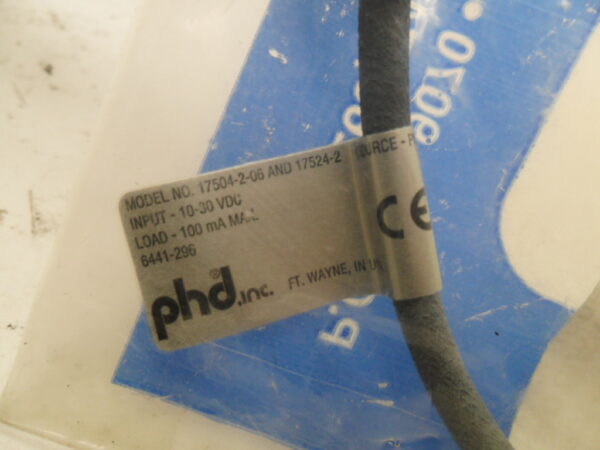 MODEL NO. 17504-2-06 AND 17524-2
INPUT - 10-30 VDC
LOAD - 100 mA MAX.
6441-296
CE
phd, inc.® FT. WAYNE, IN
0706